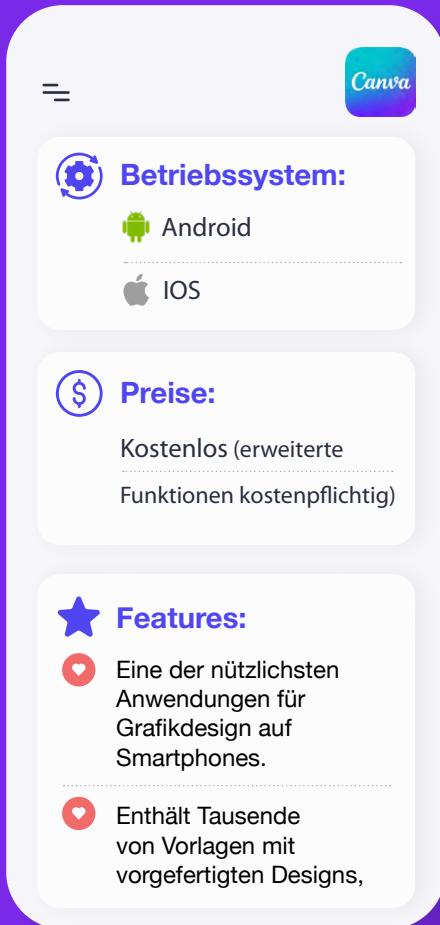 Canva
Betriebssystem:
Android
IOS
Preise:
Kostenlos (erweiterte
Funktionen kostenpflichtig)
Features:
Eine der nützlichsten
Anwendungen für
Grafikdesign auf
Smartphones.
Enthält Tausende
von Vorlagen mit
vorgefertigten Designs,